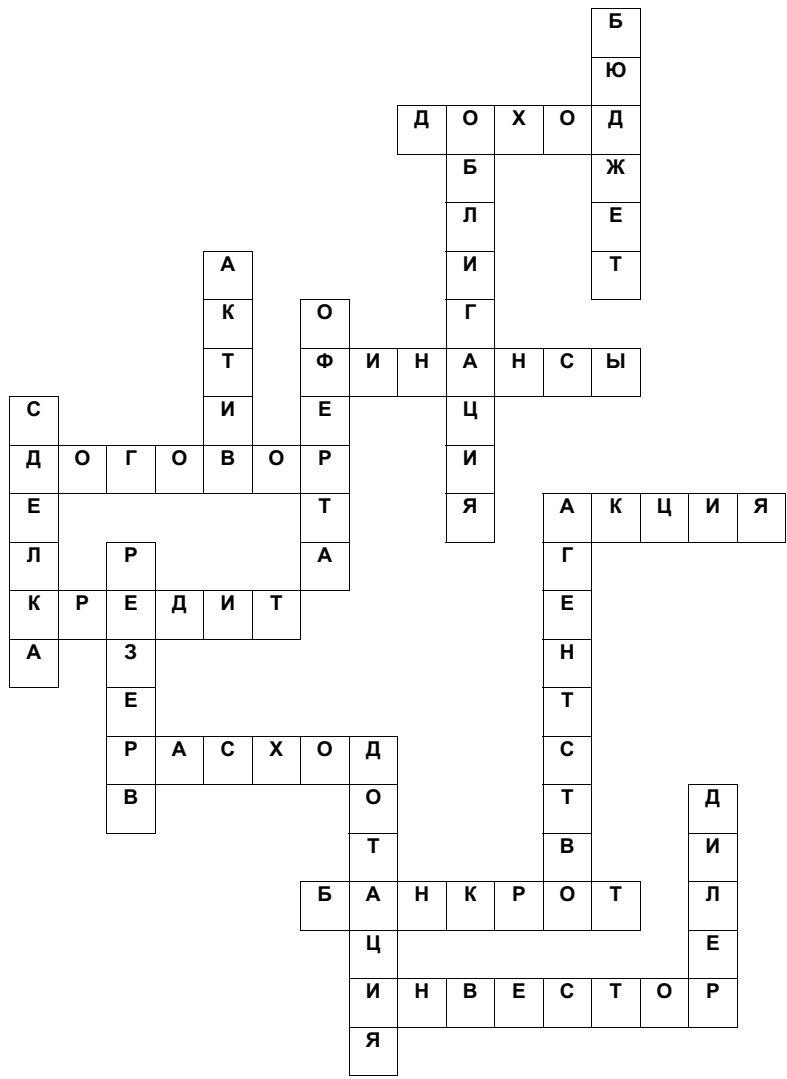 Б
Ю
Д О Х О Д
Б Ж
Л Е
А И Т
К О Г
Т Ф И Н А Н С Ы
С И Е Ц
Д О Г О В О Р И
Е Т Я А К Ц И Я
Л Р А Г
К Р Е Д И Т Е
А З Н
Е Т
Р А С Х О Д С
В О Т Д
Т В И
Б А Н К Р О Т Л
Ц Е
И Н В Е С Т О Р
Я